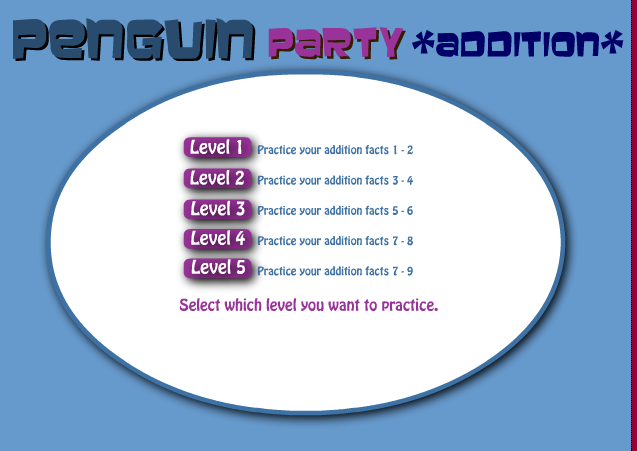 PENGUIN PARTY *ADDITION*
Level 1 Practice your addition facts 1 - 2
Level 2 Practice your addition facts 3 - 4
Level 3 Practice your addition facts 5 - 6
Level 4 Practice your addition facts 7 - 8
Level 5 Practice your addition facts 7 - 9
Select which level you want to practice.